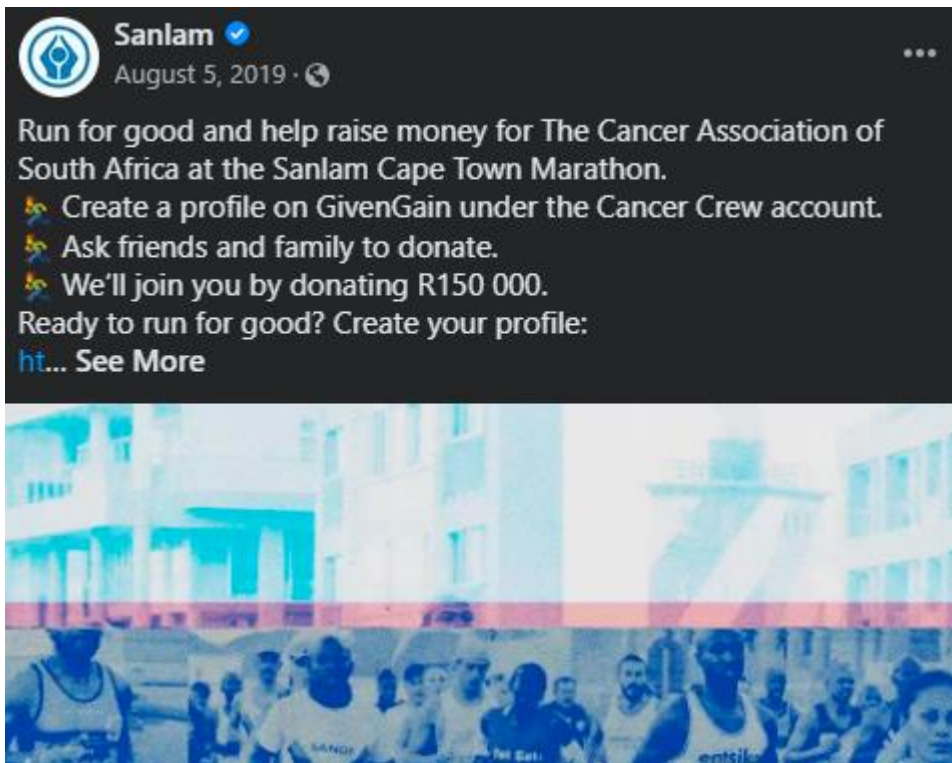 Sanlam
August 5, 2019 ·
Run for good and help raise money for The Cancer Association of
South Africa at the Sanlam Cape Town Marathon.
🏃 Create a profile on GivenGain under the Cancer Crew account.
🏃 Ask friends and family to donate.
🏃 We'll join you by donating R150 000.
Ready to run for good? Create your profile:
ht... See More
entsika